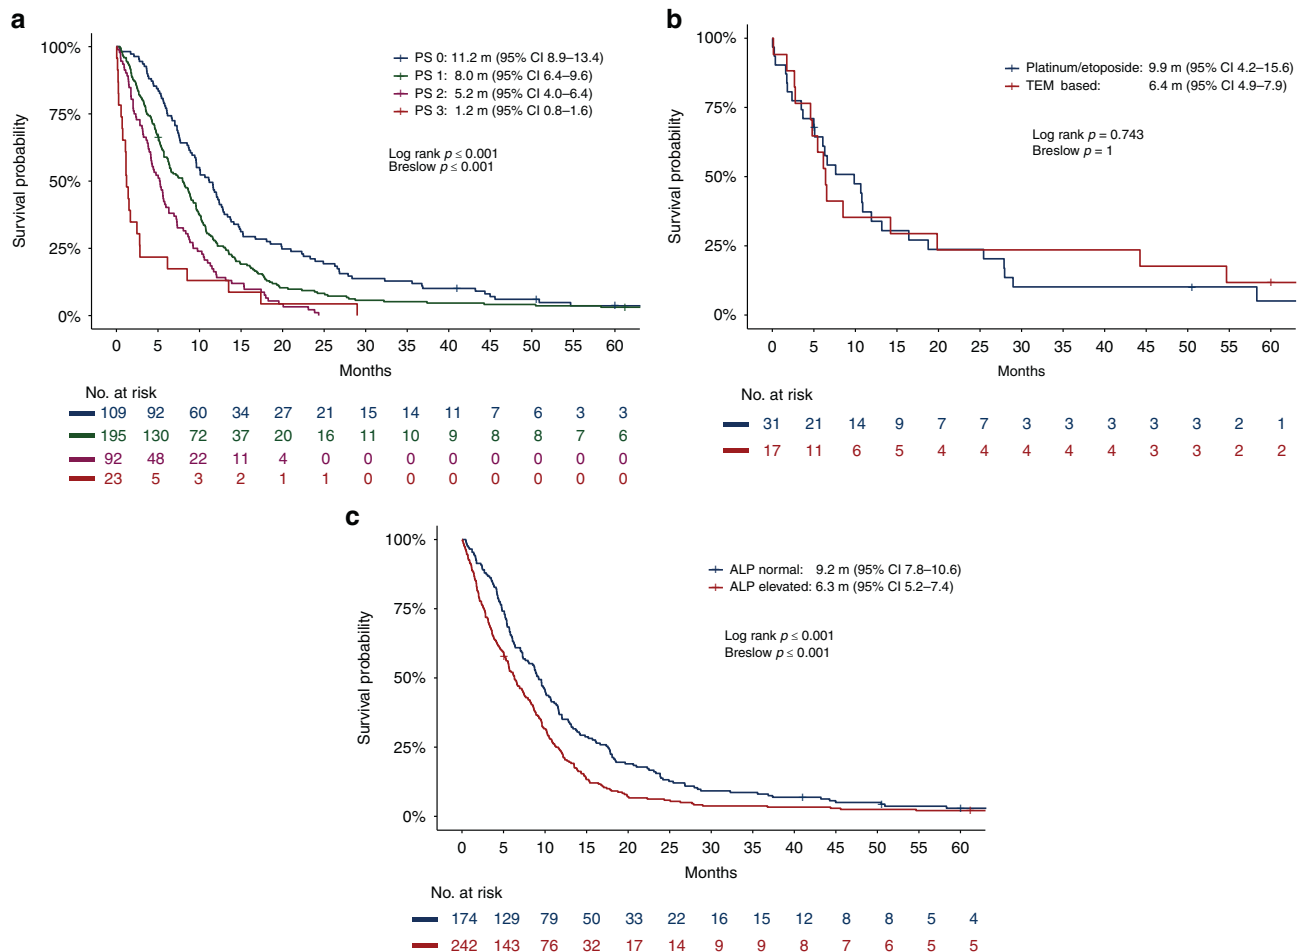 a
100%
75%
50%
25%
0%
Survival probability
PS 0: 11.2 m (95% CI 8.9–13.4)
PS 1: 8.0 m (95% CI 6.4–9.6)
PS 2: 5.2 m (95% CI 4.0–6.4)
PS 3: 1.2 m (95% CI 0.8–1.6)
Log rank p ≤ 0.001
Breslow p ≤ 0.001
0 5 10 15 20 25 30 35 40 45 50 55 60
Months
No. at risk
109 92 60 34 27 21 15 14 11 7 6 3 3
195 130 72 37 20 16 11 10 9 8 8 7 6
92 48 22 11 4 0 0 0 0 0 0 0 0
23 5 3 2 1 1 0 0 0 0 0 0 0
b
100%
75%
50%
25%
0%
Survival probability
Platinum/etoposide: 9.9 m (95% CI 4.2–15.6)
TEM based: 6.4 m (95% CI 4.9–7.9)
Log rank p = 0.743
Breslow p = 1
0 5 10 15 20 25 30 35 40 45 50 55 60
Months
No. at risk
31 21 14 9 7 7 3 3 3 3 3 2 1
17 11 6 5 4 4 4 4 4 3 3 2 2
c
100%
75%
50%
25%
0%
Survival probability
ALP normal: 9.2 m (95% CI 7.8–10.6)
ALP elevated: 6.3 m (95% CI 5.2–7.4)
Log rank p ≤ 0.001
Breslow p ≤ 0.001
0 5 10 15 20 25 30 35 40 45 50 55 60
Months
No. at risk
174 129 79 50 33 22 16 15 12 8 8 5 4
242 143 76 32 17 14 9 9 8 7 6 5 5